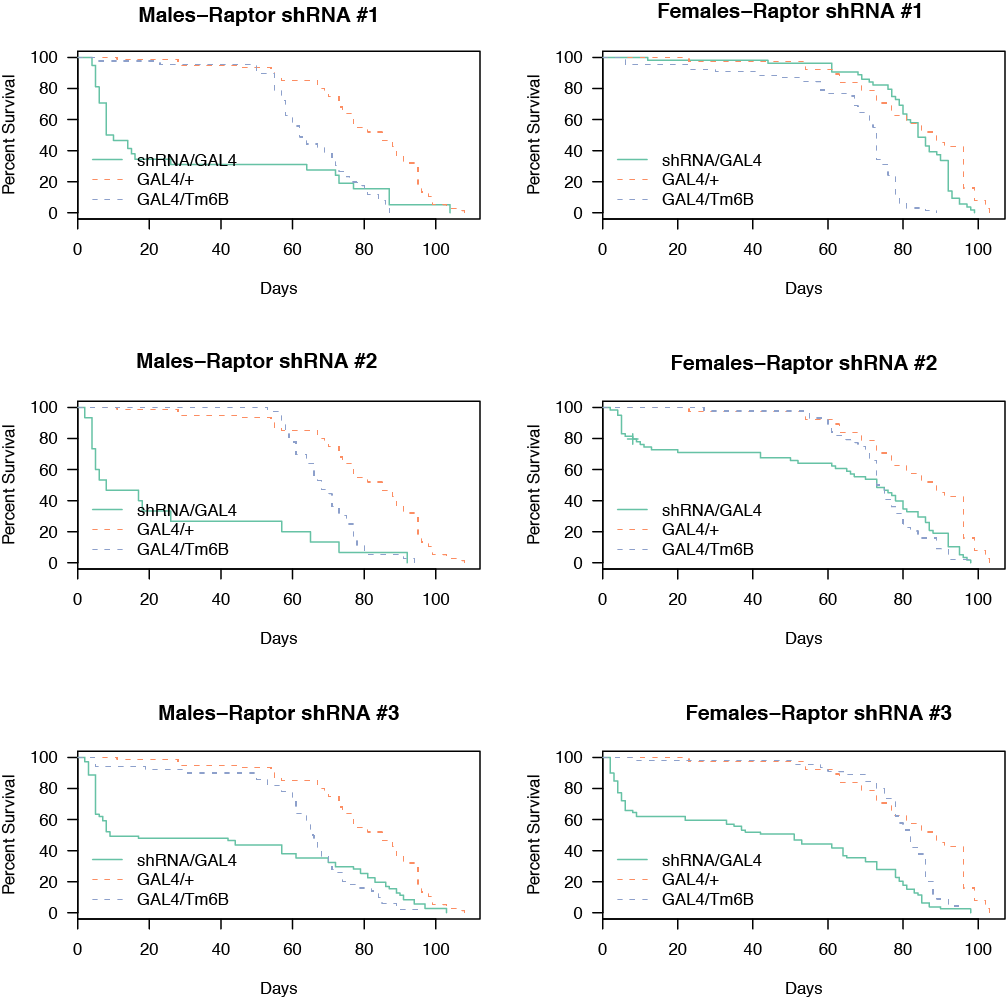 Males–Raptor shRNA #1
Percent Survival
100
80
60
40
20
0
shRNA/GAL4
GAL4/+
GAL4/Tm6B
0 20 40 60 80 100
Days
Females–Raptor shRNA #1
Percent Survival
100
80
60
40
20
0
shRNA/GAL4
GAL4/+
GAL4/Tm6B
0 20 40 60 80 100
Days
Males–Raptor shRNA #2
Percent Survival
100
80
60
40
20
0
shRNA/GAL4
GAL4/+
GAL4/Tm6B
0 20 40 60 80 100
Days
Females–Raptor shRNA #2
Percent Survival
100
80
60
40
20
0
shRNA/GAL4
GAL4/+
GAL4/Tm6B
0 20 40 60 80 100
Days
Males–Raptor shRNA #3
Percent Survival
100
80
60
40
20
0
shRNA/GAL4
GAL4/+
GAL4/Tm6B
0 20 40 60 80 100
Days
Females–Raptor shRNA #3
Percent Survival
100
80
60
40
20
0
shRNA/GAL4
GAL4/+
GAL4/Tm6B
0 20 40 60 80 100
Days